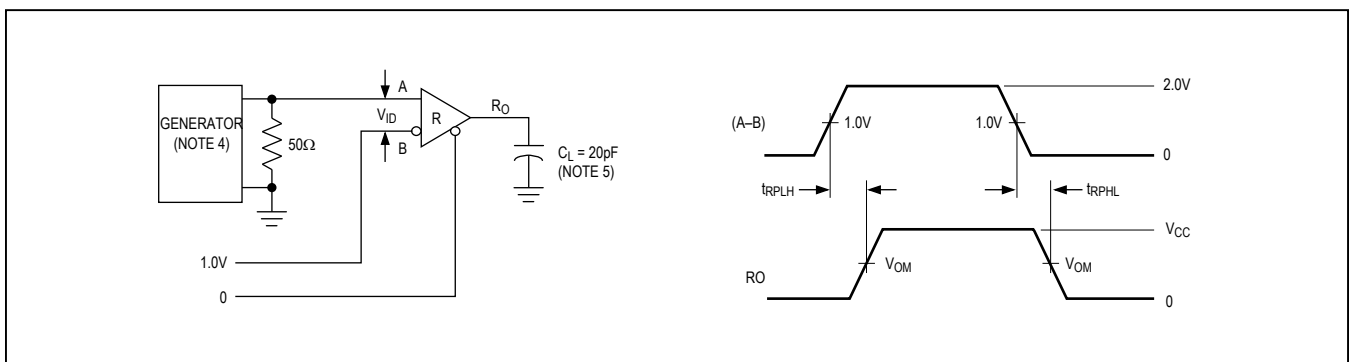 GENERATOR
(NOTE 4)
50Ω
A
V_ID
B
R
R_O
C_L = 20pF
(NOTE 5)
1.0V
0
(A–B)
1.0V
1.0V
2.0V
0
t_RPLH
t_RPHL
RO
V_OM
V_OM
V_CC
0